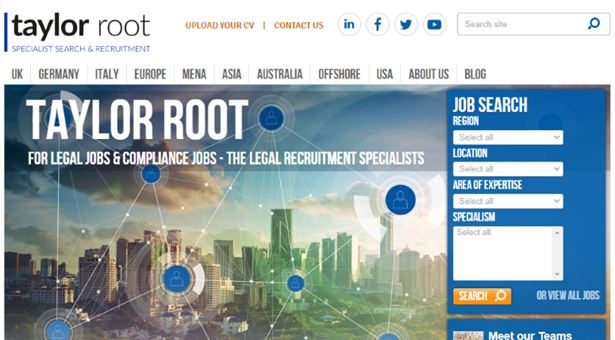 taylor root
SPECIALIST SEARCH & RECRUITMENT
UPLOAD YOUR CV | CONTACT US
in
f
Search site
UK GERMANY ITALY EUROPE MENA ASIA AUSTRALIA OFFSHORE USA ABOUT US BLOG
TAYLOR ROOT
FOR LEGAL JOBS & COMPLIANCE JOBS - THE LEGAL RECRUITMENT SPECIALISTS
JOB SEARCH
REGION
Select all
LOCATION
Select all
AREA OF EXPERTISE
Select all
SPECIALISM
Select all
SEARCH
OR VIEW ALL JOBS
Meet our Teams